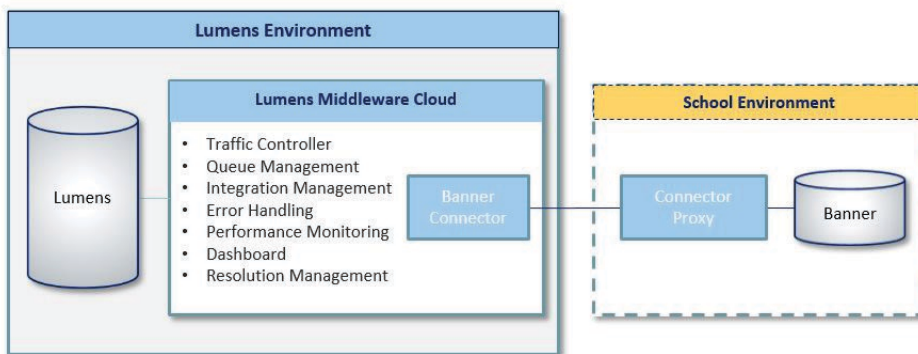 Lumens Environment
Lumens Middleware Cloud
School Environment
Lumens
• Traffic Controller
• Queue Management
• Integration Management
• Error Handling
• Performance Monitoring
• Dashboard
• Resolution Management
Banner
Connector
Connector
Proxy
Banner